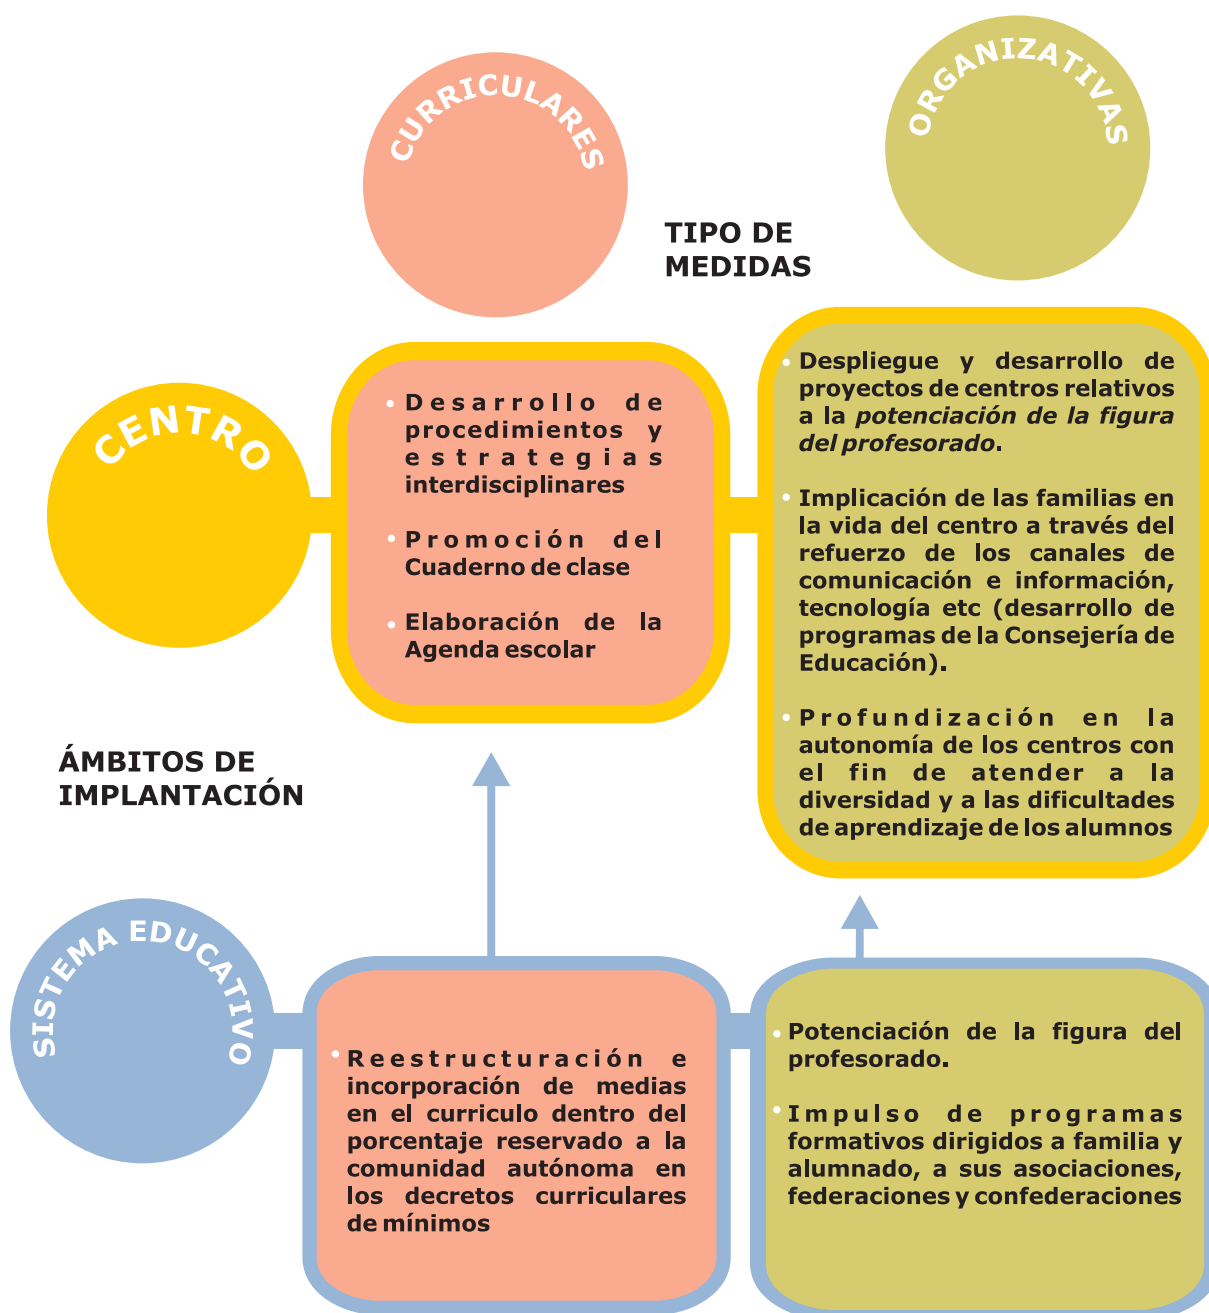 CURRICULARES
ORGANIZATIVAS
TIPO DE
MEDIDAS
CENTRO
Desarrollo de
procedimientos y
estrategias
interdisciplinares
Promoción del
Cuaderno de clase
Elaboración de la
Agenda escolar
Despliegue y desarrollo de
proyectos de centros relativos
a la potenciación de la figura
del profesorado.
Implicación de las familias en
la vida del centro a través del
refuerzo de los canales de
comunicación e información,
tecnología etc (desarrollo de
programas de la Consejería de
Educación).
Profundización en la
autonomía de los centros con
el fin de atender a la
diversidad y a las dificultades
de aprendizaje de los alumnos
ÁMBITOS DE
IMPLANTACIÓN
SISTEMA EDUCATIVO
Reestructuración e
incorporación de medias
en el curriculo dentro del
porcentaje reservado a la
comunidad autónoma en
los decretos curriculares
de mínimos
Potenciación de la figura del
profesorado.
Impulso de programas
formativos dirigidos a familia y
alumnado, a sus asociaciones,
federaciones y confederaciones